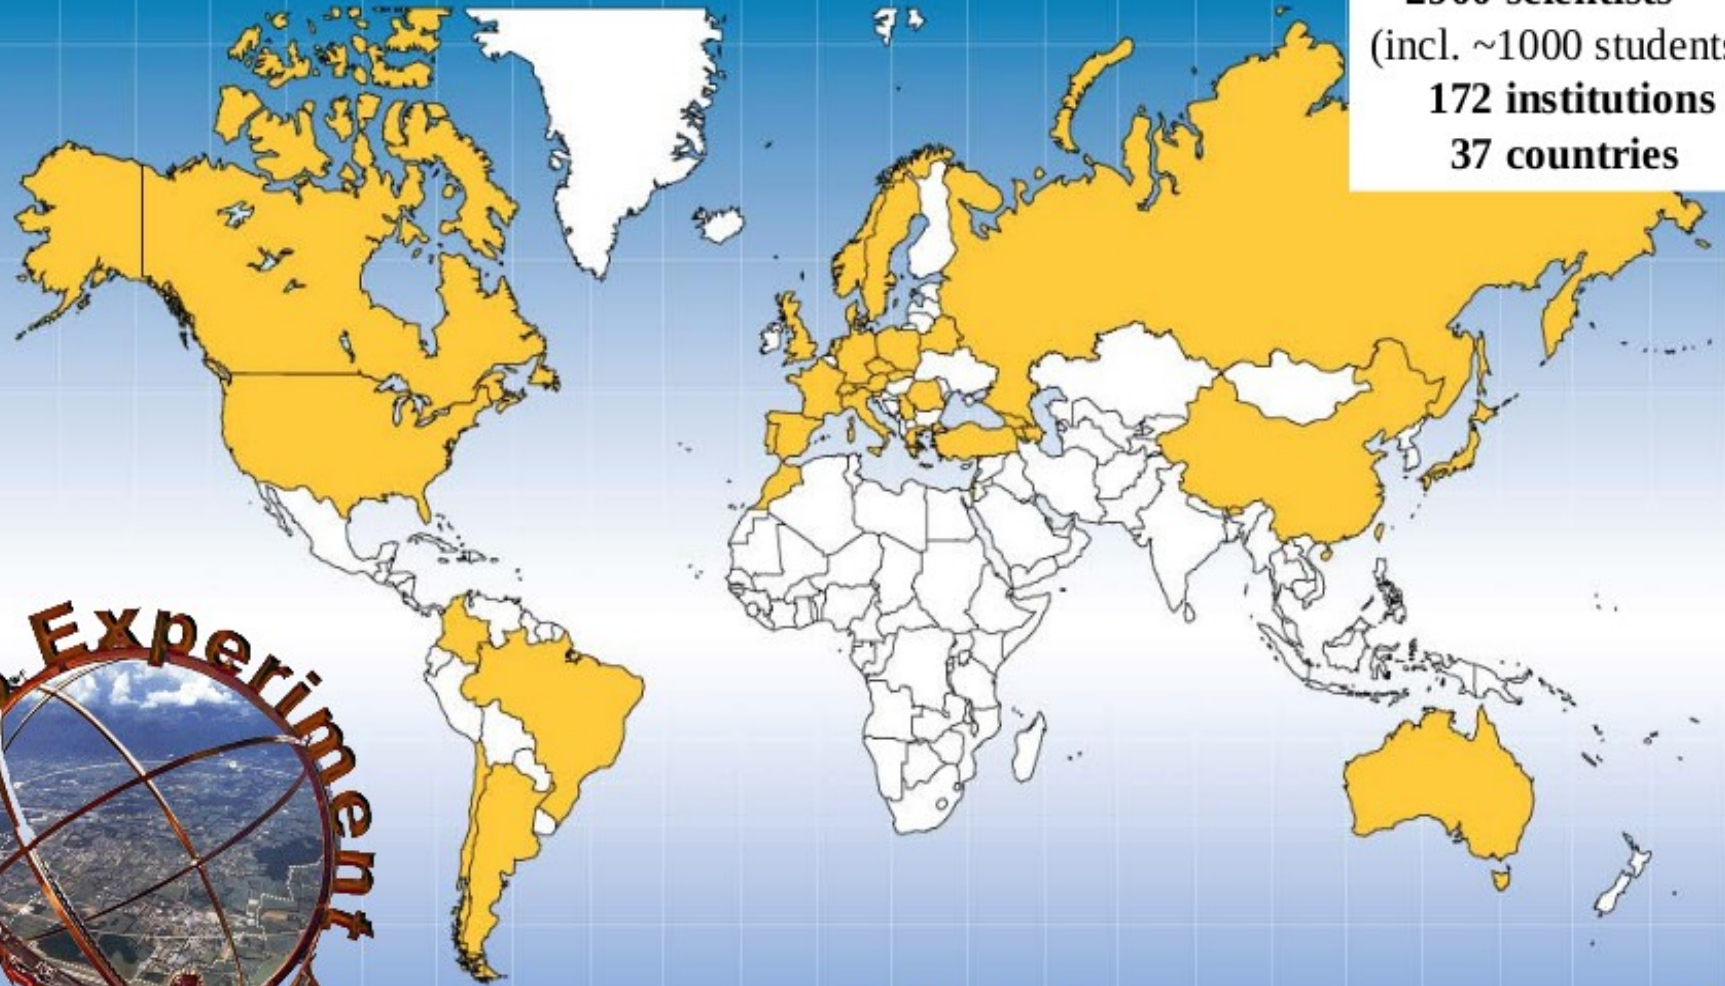 (incl. ~1000 students
172 institutions
37 countries
Experiment